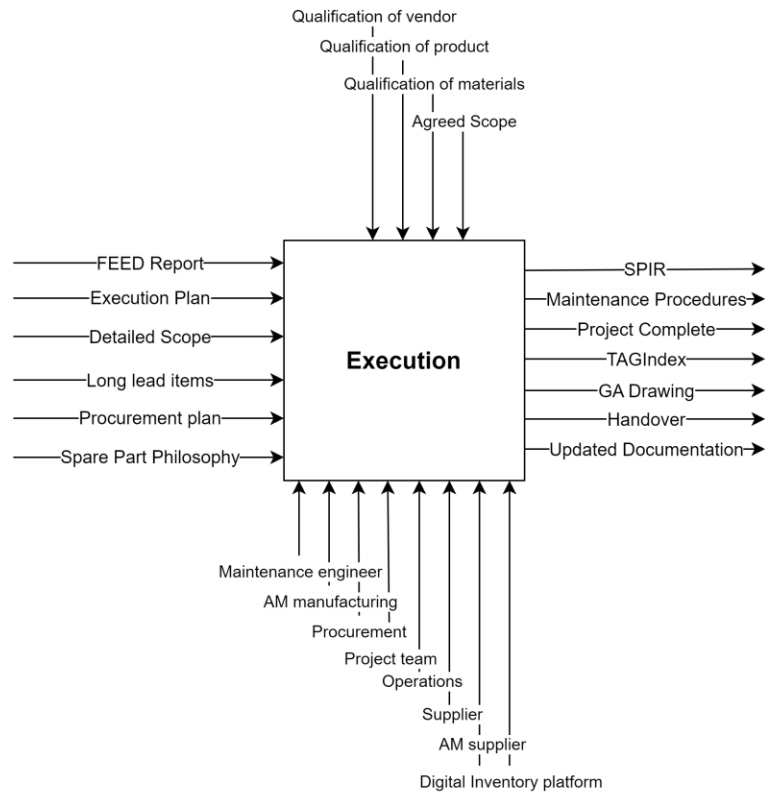 Qualification of vendor
Qualification of product
Qualification of materials
Agreed Scope
FEED Report
Execution Plan
Detailed Scope
Long lead items
Procurement plan
Spare Part Philosophy
Execution
SPIR
Maintenance Procedures
Project Complete
TAGIndex
GA Drawing
Handover
Updated Documentation
Maintenance engineer
AM manufacturing
Procurement
Project team
Operations
Supplier
AM supplier
Digital Inventory platform